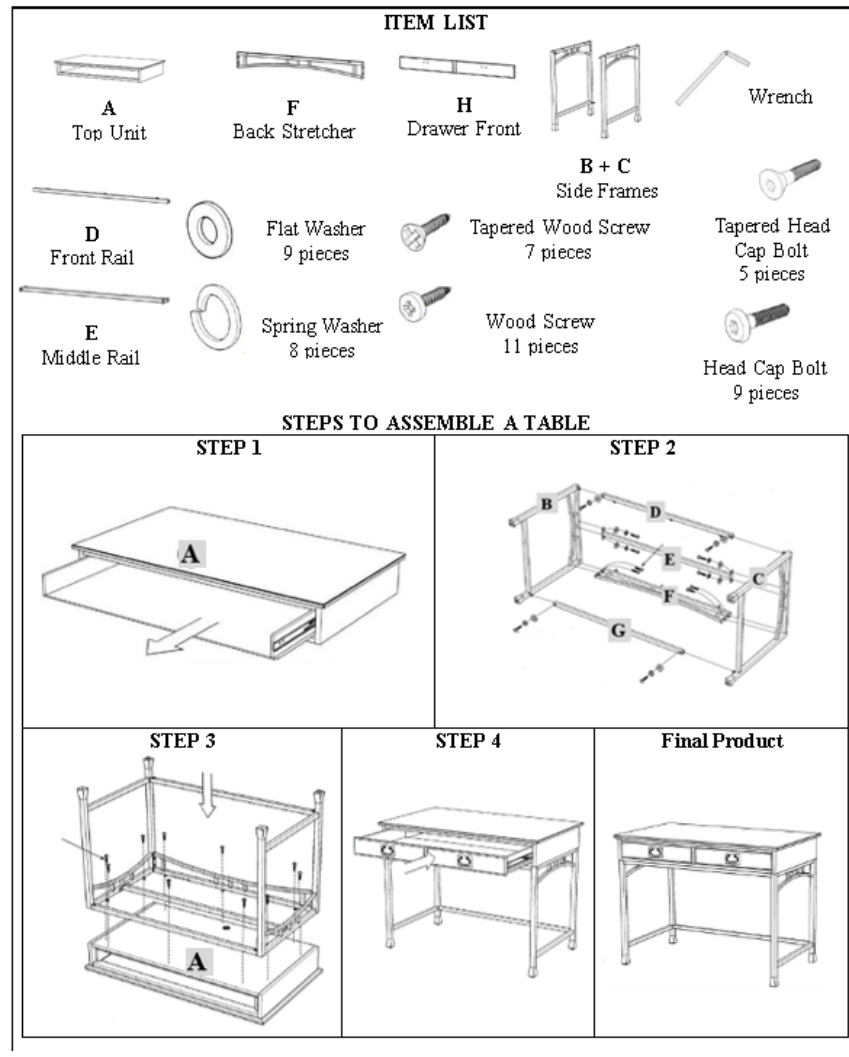 ITEM LIST
A
Top Unit
F
Back Stretcher
H
Drawer Front
B + C
Side Frames
Wrench
D
Front Rail
Flat Washer
9 pieces
Tapered Wood Screw
7 pieces
Tapered Head
Cap Bolt
5 pieces
E
Middle Rail
Spring Washer
8 pieces
Wood Screw
11 pieces
Head Cap Bolt
9 pieces
STEPS TO ASSEMBLE A TABLE
STEP 1
A
STEP 2
B
D
E
C
F
G
STEP 3
A
STEP 4
Final Product